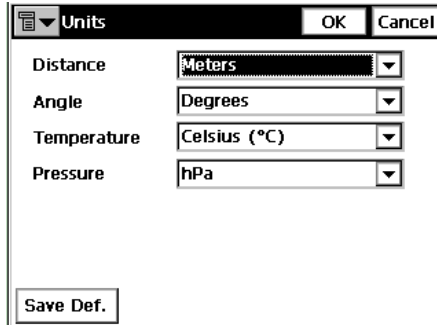 Units OK Cancel
Distance Meters
Angle Degrees
Temperature Celsius (°C)
Pressure hPa
Save Def.